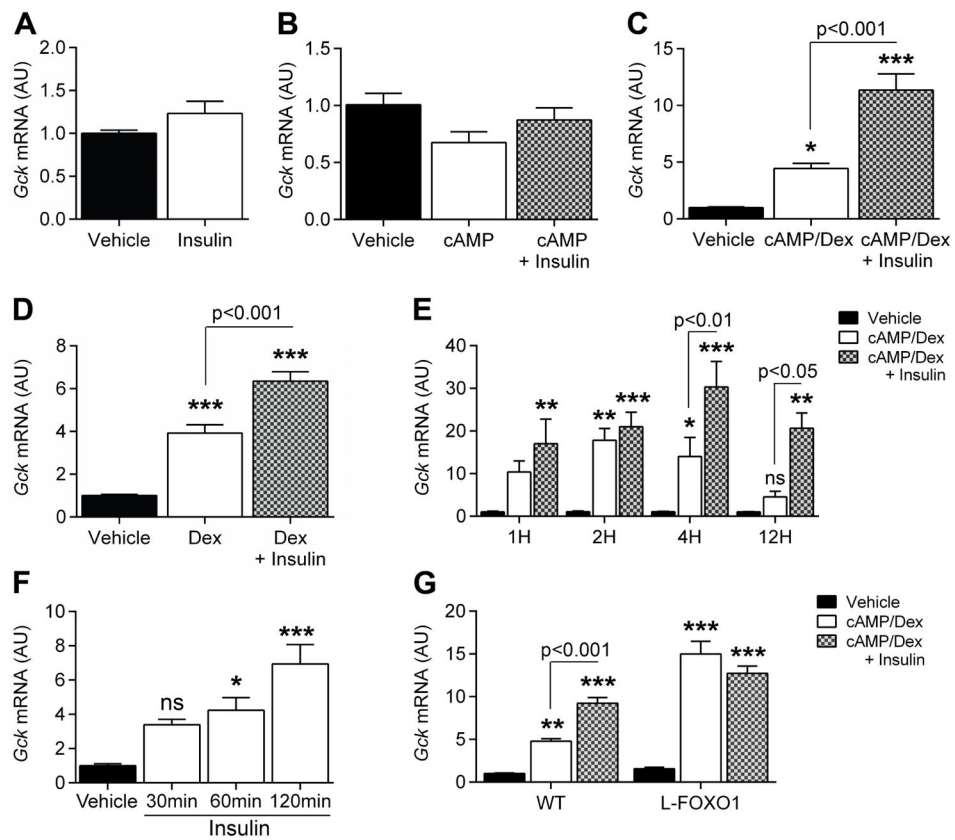 A
Gck mRNA (AU)
2.0
1.5
1.0
0.5
0.0
Vehicle Insulin
B
Gck mRNA (AU)
1.5
1.0
0.5
0.0
Vehicle cAMP cAMP
+ Insulin
C
p<0.001
***
*
Gck mRNA (AU)
15
10
5
0
Vehicle cAMP/Dex cAMP/Dex
+ Insulin
D
p<0.001
***
***
Gck mRNA (AU)
8
6
4
2
0
Vehicle Dex Dex
+ Insulin
E
Vehicle
cAMP/Dex
cAMP/Dex
+ Insulin
p<0.01
p<0.05
** ** *** * *** ns **
Gck mRNA (AU)
40
30
20
10
0
1H 2H 4H 12H
F
ns * ***
Gck mRNA (AU)
10
8
6
4
2
0
Vehicle 30min 60min 120min
Insulin
G
Vehicle
cAMP/Dex
cAMP/Dex
+ Insulin
p<0.001
** *** *** ***
Gck mRNA (AU)
20
15
10
5
0
WT L-FOXO1